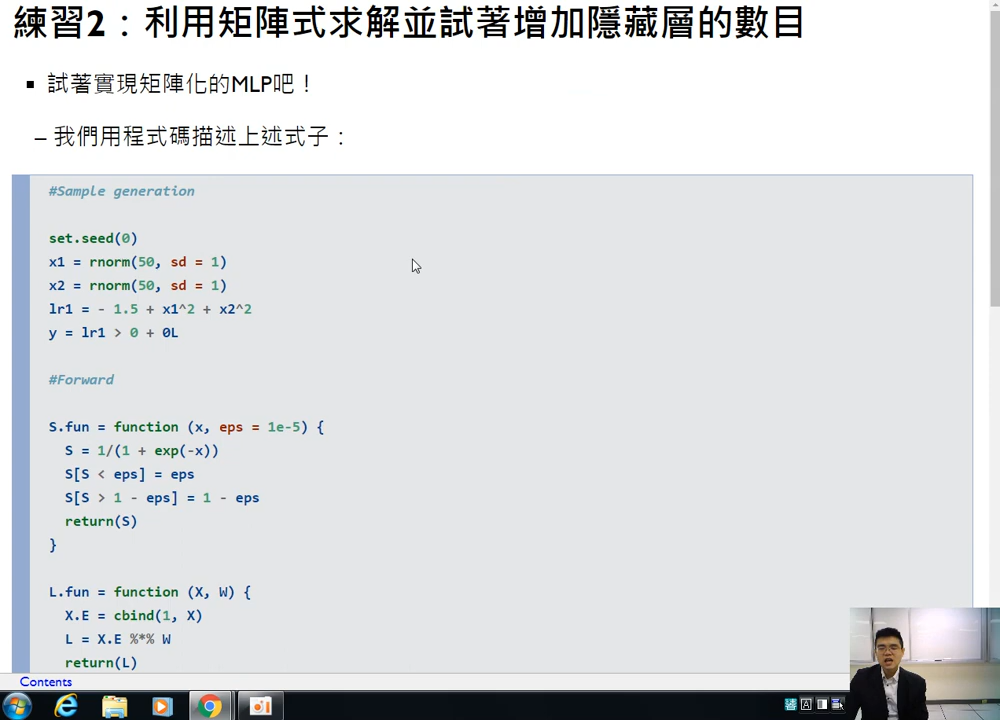 練習2：利用矩陣式求解並試著增加隱藏層的數目
▪ 試著實現矩陣化的MLP吧！
– 我們用程式碼描述上述式子：
#Sample generation
set.seed(0)
x1 = rnorm(50, sd = 1)
x2 = rnorm(50, sd = 1)
lr1 = - 1.5 + x1^2 + x2^2
y = lr1 > 0 + 0L
#Forward
S.fun = function (x, eps = 1e-5) {
  S = 1/(1 + exp(-x))
  S[S < eps] = eps
  S[S > 1 - eps] = 1 - eps
  return(S)
}
L.fun = function (X, W) {
  X.E = cbind(1, X)
  L = X.E %*% W
  return(L)
Contents